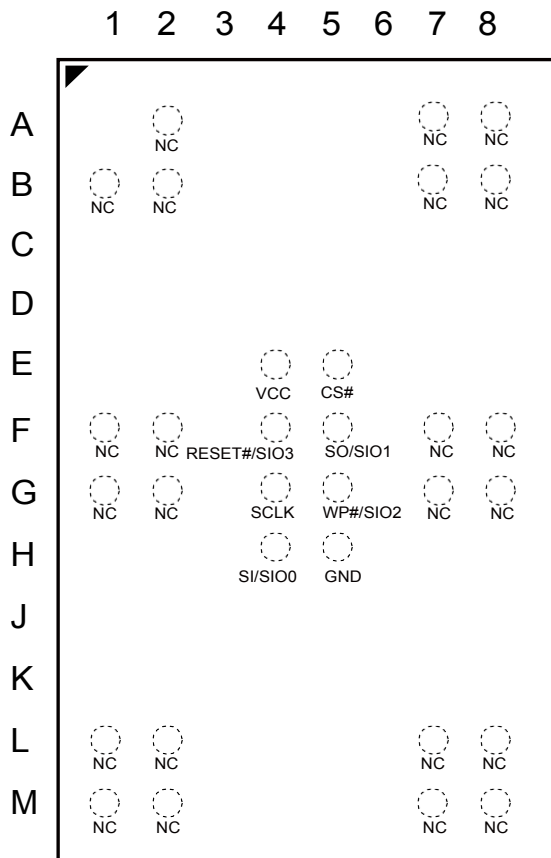 1 2 3 4 5 6 7 8
A
NC NC NC
B
NC NC NC NC
C
D
E
VCC CS#
F
NC NC RESET#/SIO3 SO/SIO1 NC NC
G
NC NC SCLK WP#/SIO2 NC NC
H
SI/SIO0 GND
J
K
L
NC NC NC NC
M
NC NC NC NC